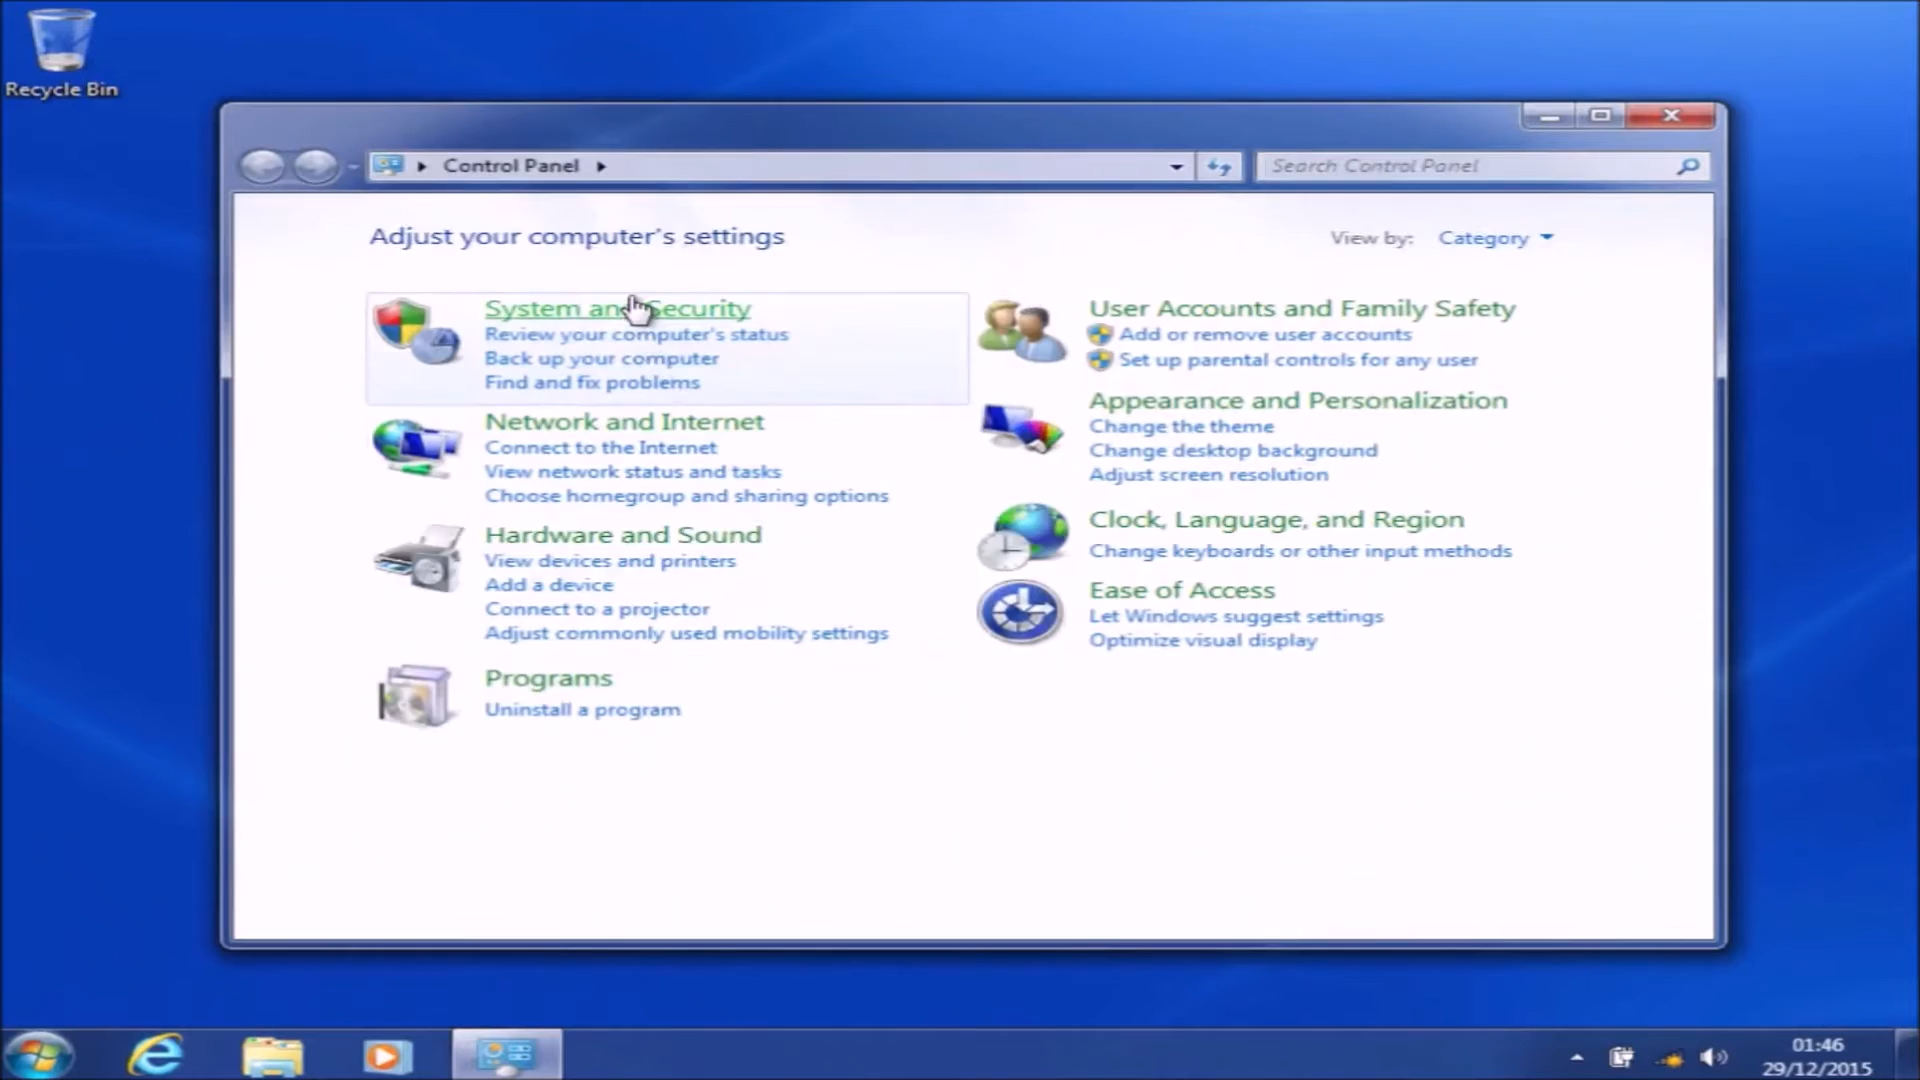 Recycle Bin
Control Panel
Search Control Panel
Adjust your computer's settings
View by: Category
System and Security
Review your computer's status
Back up your computer
Find and fix problems
Network and Internet
Connect to the Internet
View network status and tasks
Choose homegroup and sharing options
Hardware and Sound
View devices and printers
Add a device
Connect to a projector
Adjust commonly used mobility settings
Programs
Uninstall a program
User Accounts and Family Safety
Add or remove user accounts
Set up parental controls for any user
Appearance and Personalization
Change the theme
Change desktop background
Adjust screen resolution
Clock, Language, and Region
Change keyboards or other input methods
Ease of Access
Let Windows suggest settings
Optimize visual display
01:46
29/12/2015